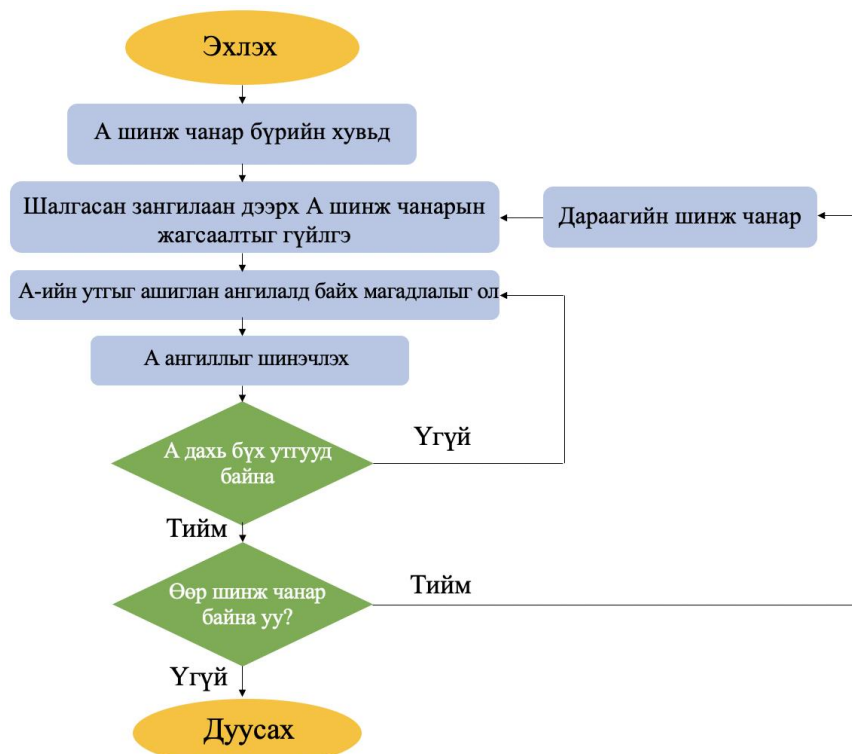 Эхлэх
А шинж чанар бүрийн хувьд
Шалгасан зангилаан дээрх А шинж чанарын
жагсаалтыг гүйлгэ
Дараагийн шинж чанар
А-ийн утгыг ашиглан ангилалд байх магадлалыг ол
А ангиллыг шинэчлэх
А дахь бүх утгууд
байна
Үгүй
Тийм
Өөр шинж чанар
байна уу?
Тийм
Үгүй
Дуусах